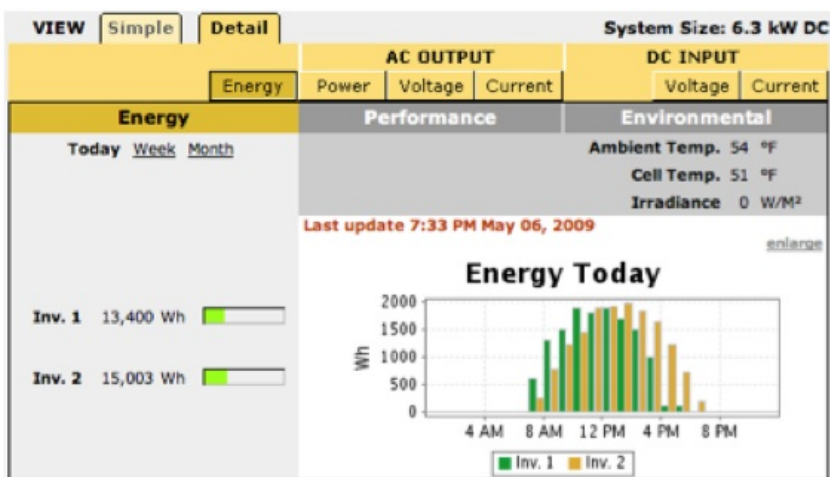 VIEW Simple Detail System Size: 6.3 kW DC
AC OUTPUT DC INPUT
Energy Power Voltage Current Voltage Current
Energy Performance Environmental
Today Week Month Ambient Temp. 54 °F
Cell Temp. 51 °F
Irradiance 0 W/M²
Last update 7:33 PM May 06, 2009
enlarge
Energy Today
Inv. 1 13,400 Wh
Inv. 2 15,003 Wh
Wh
2000
1500
1000
500
0
4 AM 8 AM 12 PM 4 PM 8 PM
Inv. 1 Inv. 2